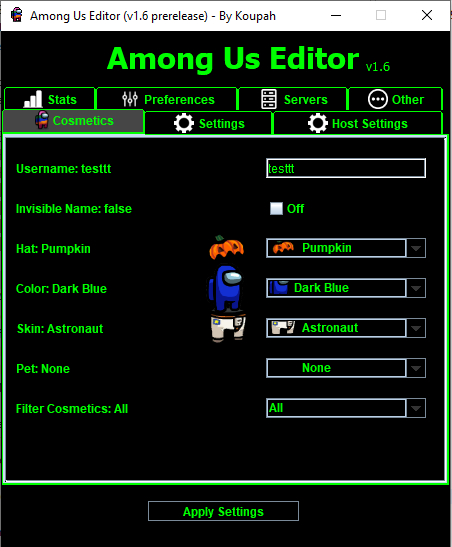 Among Us Editor (v1.6 prerelease) - By Koupah
Among Us Editor v1.6
Stats Preferences Servers Other
Cosmetics Settings Host Settings
Username: testtt testtt
Invisible Name: false Off
Hat: Pumpkin Pumpkin
Color: Dark Blue Dark Blue
Skin: Astronaut Astronaut
Pet: None None
Filter Cosmetics: All All
Apply Settings